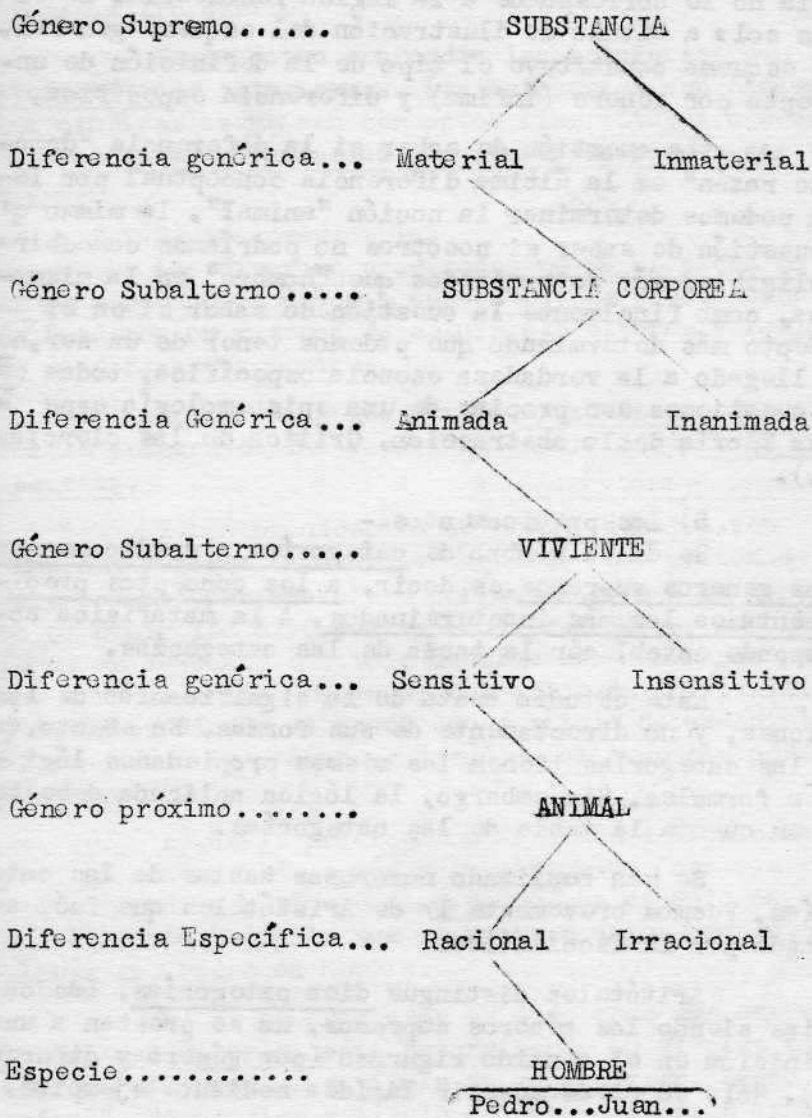 Género Supremo...... SUBSTANCIA
Diferencia genérica... Material Inmaterial
Género Subalterno..... SUBSTANCIA CORPOREA
Diferencia Genérica... Animada Inanimada
Género Subalterno..... VIVIENTE
Diferencia genérica... Sensitivo Insensitivo
Género próximo........ ANIMAL
Diferencia Específica... Racional Irracional
Especie............ HOMBRE
Pedro...Juan...